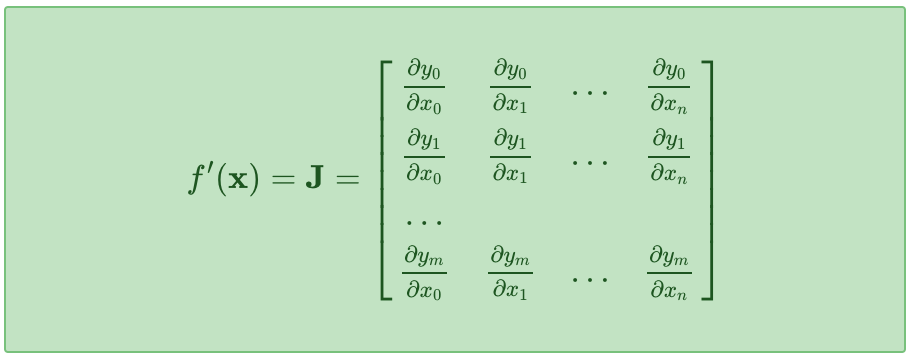 f'(𝐱) = 𝐉 = [ ∂y₀/∂x₀ ∂y₀/∂x₁ ... ∂y₀/∂xₙ
∂y₁/∂x₀ ∂y₁/∂x₁ ... ∂y₁/∂xₙ
...
∂yₘ/∂x₀ ∂yₘ/∂x₁ ... ∂yₘ/∂xₙ ]